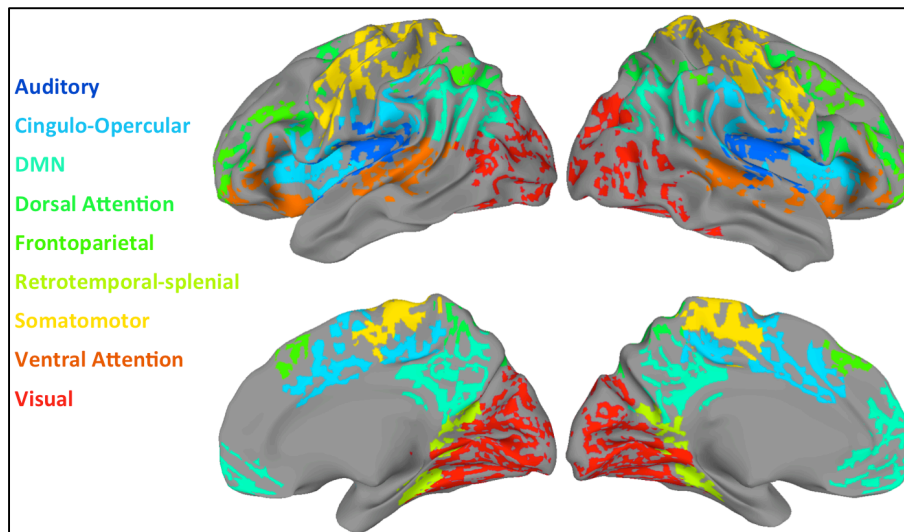 Auditory
Cingulo-Opercular
DMN
Dorsal Attention
Frontoparietal
Retrotemporal-splenial
Somatomotor
Ventral Attention
Visual